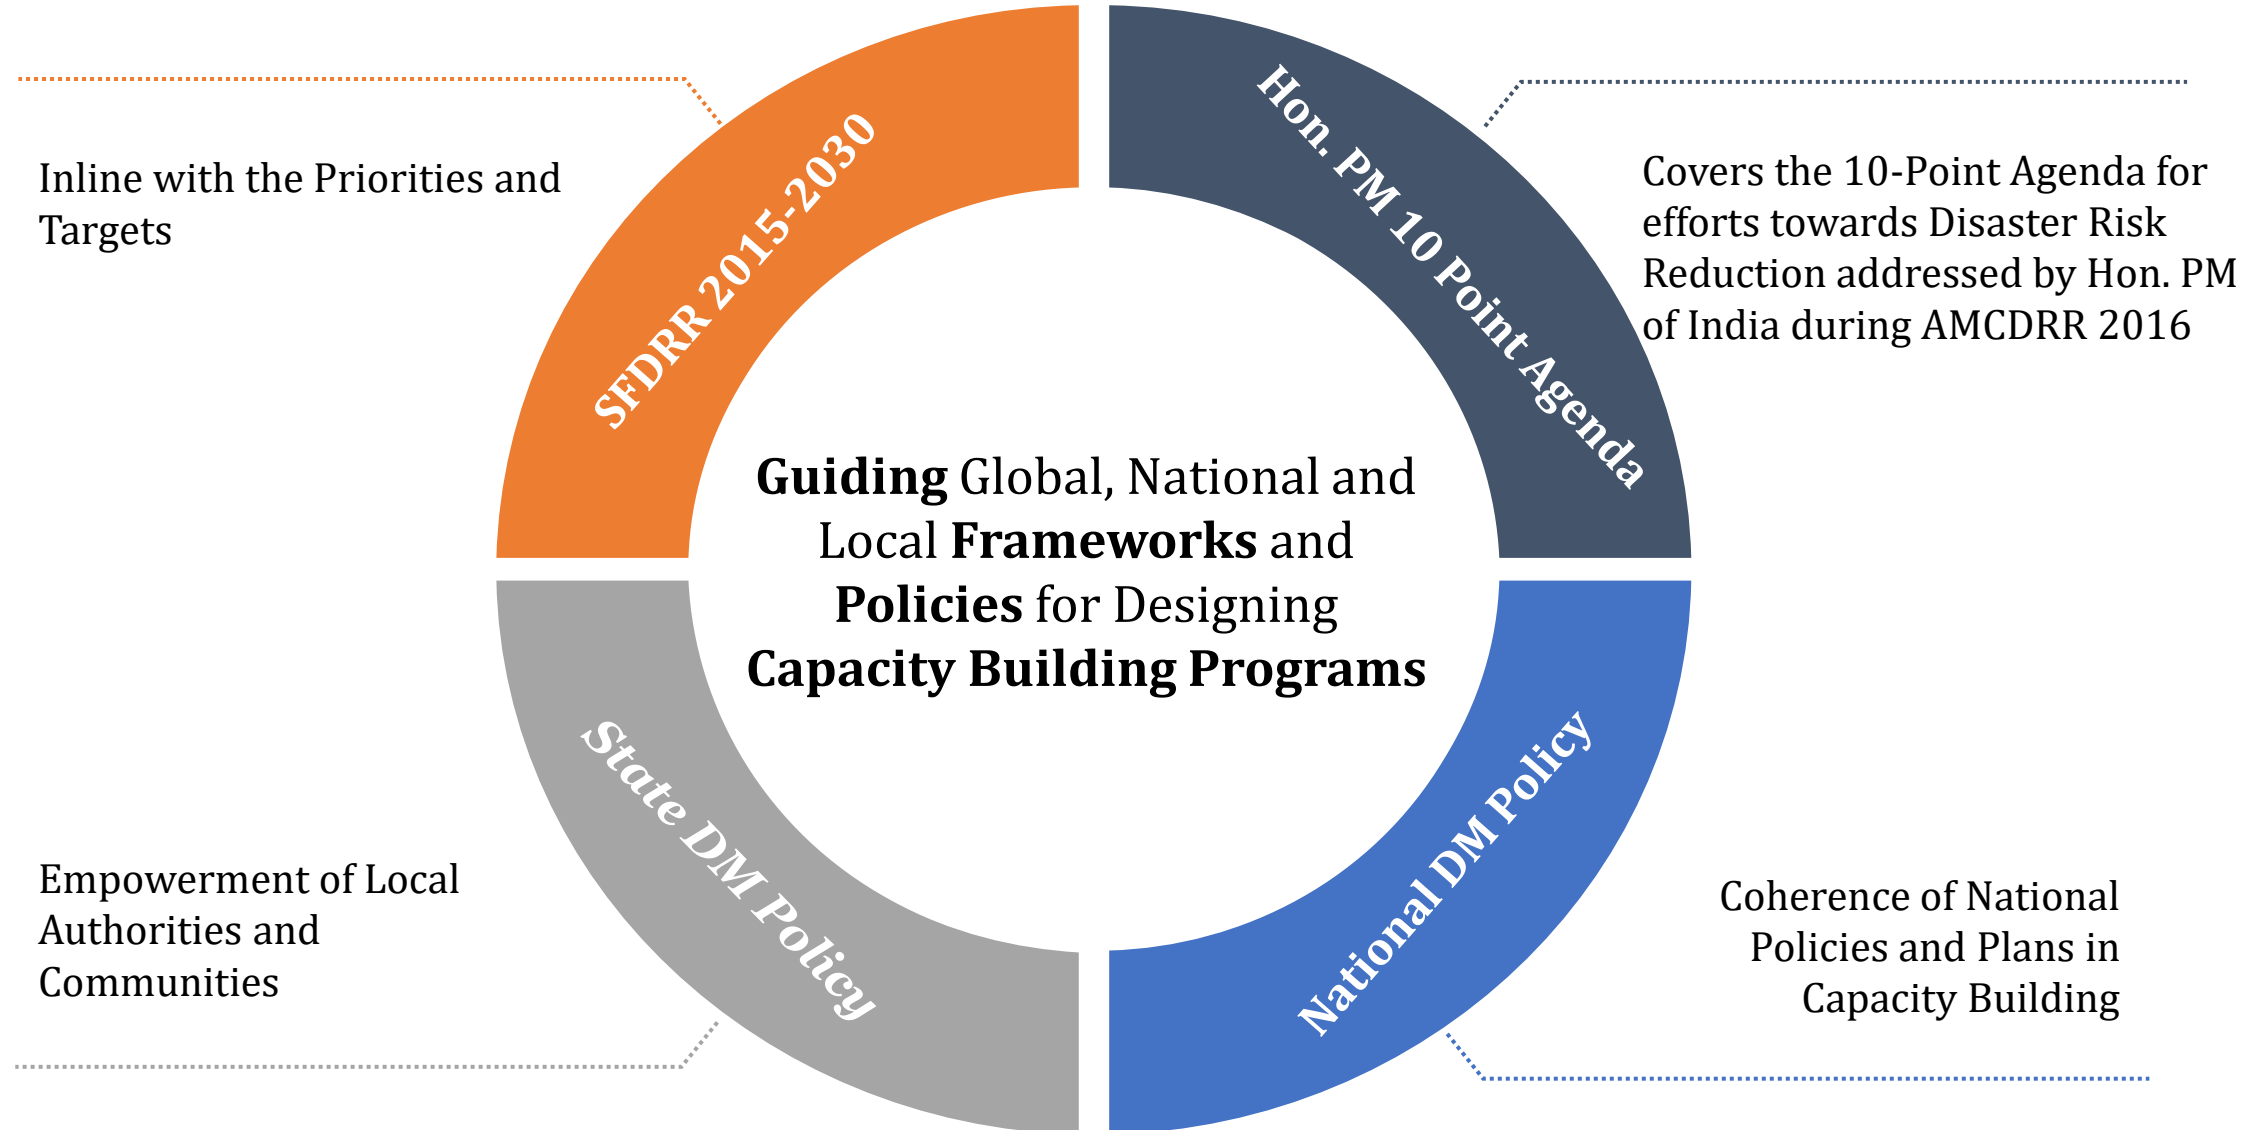 SFDRR 2015-2030
Inline with the Priorities and
Targets
Hon. PM 10 Point Agenda
Covers the 10-Point Agenda for
efforts towards Disaster Risk
Reduction addressed by Hon. PM
of India during AMCDRR 2016
Guiding Global, National and
Local Frameworks and
Policies for Designing
Capacity Building Programs
State DM Policy
Empowerment of Local
Authorities and
Communities
National DM Policy
Coherence of National
Policies and Plans in
Capacity Building